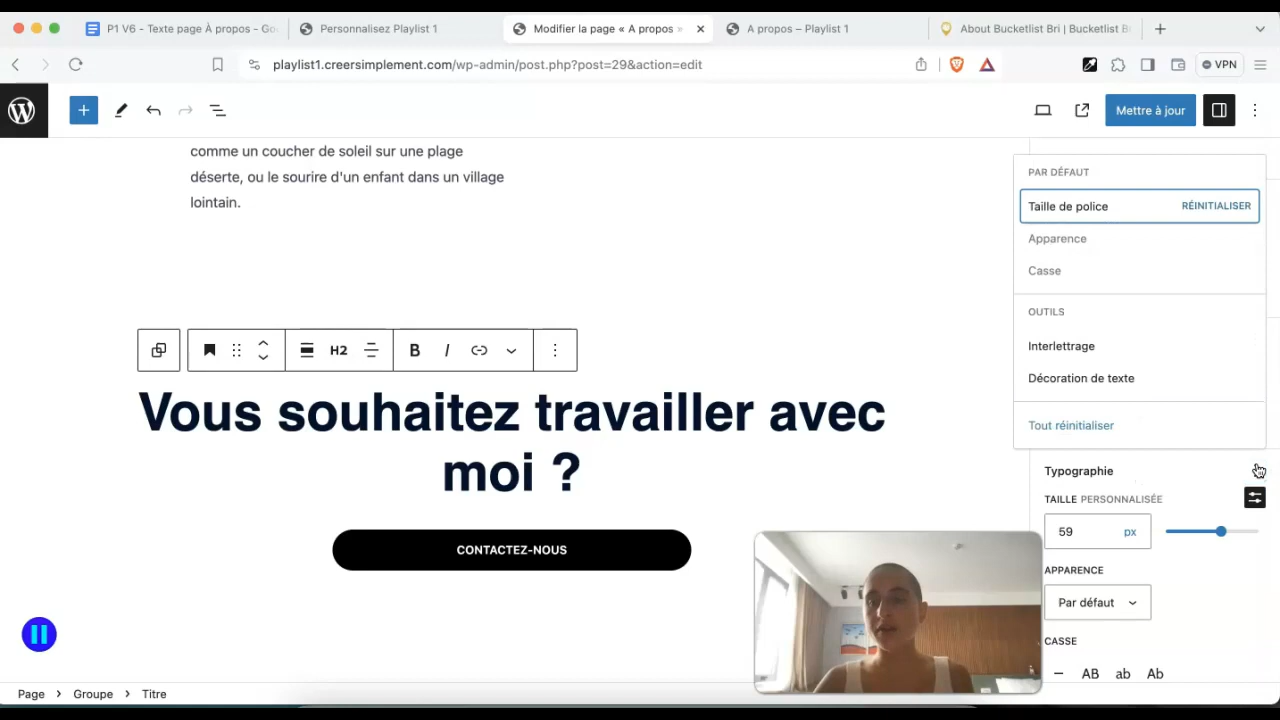 P1 V6 - Texte page À propos - Go
Personnalisez Playlist 1
Modifier la page « A propos »
A propos – Playlist 1
About Bucketlist Bri | Bucketlist B
playlist1.creersimplement.com/wp-admin/post.php?post=29&action=edit
VPN
Mettre à jour
comme un coucher de soleil sur une plage
déserte, ou le sourire d'un enfant dans un village
lointain.
H2
B I
Vous souhaitez travailler avec
moi ?
CONTACTEZ-NOUS
PAR DÉFAUT
Taille de police RÉINITIALISER
Apparence
Casse
OUTILS
Interlettrage
Décoration de texte
Tout réinitialiser
Typographie
TAILLE PERSONNALISÉE
59 px
APPARENCE
Par défaut
CASSE
– AB ab Ab
Page > Groupe > Titre